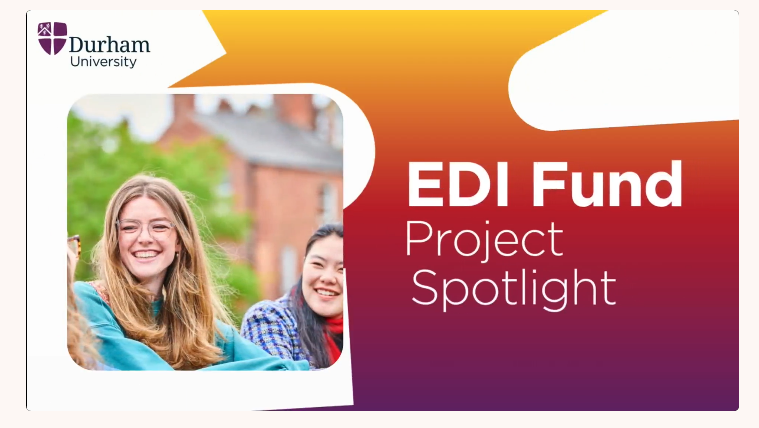 Durham
University
EDI Fund
Project
Spotlight